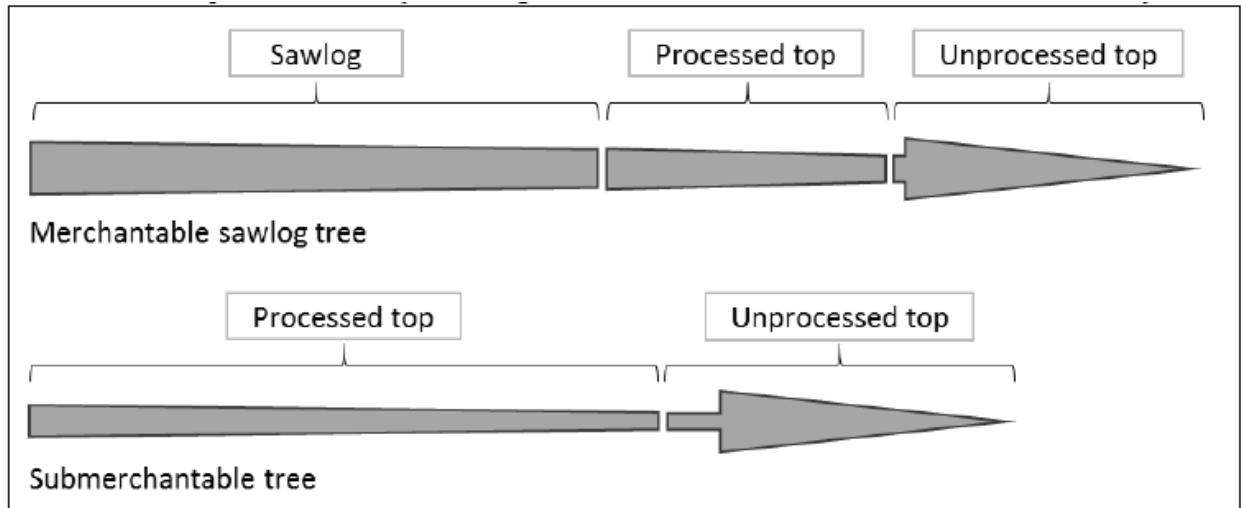 Sawlog
Processed top
Unprocessed top
Merchantable sawlog tree
Processed top
Unprocessed top
Submerchantable tree